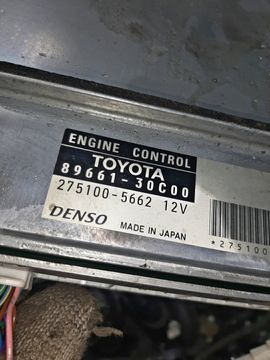 ENGINE CONTROL
TOYOTA
89661-30C00
275100-5662 12V
DENSO MADE IN JAPAN
*275100